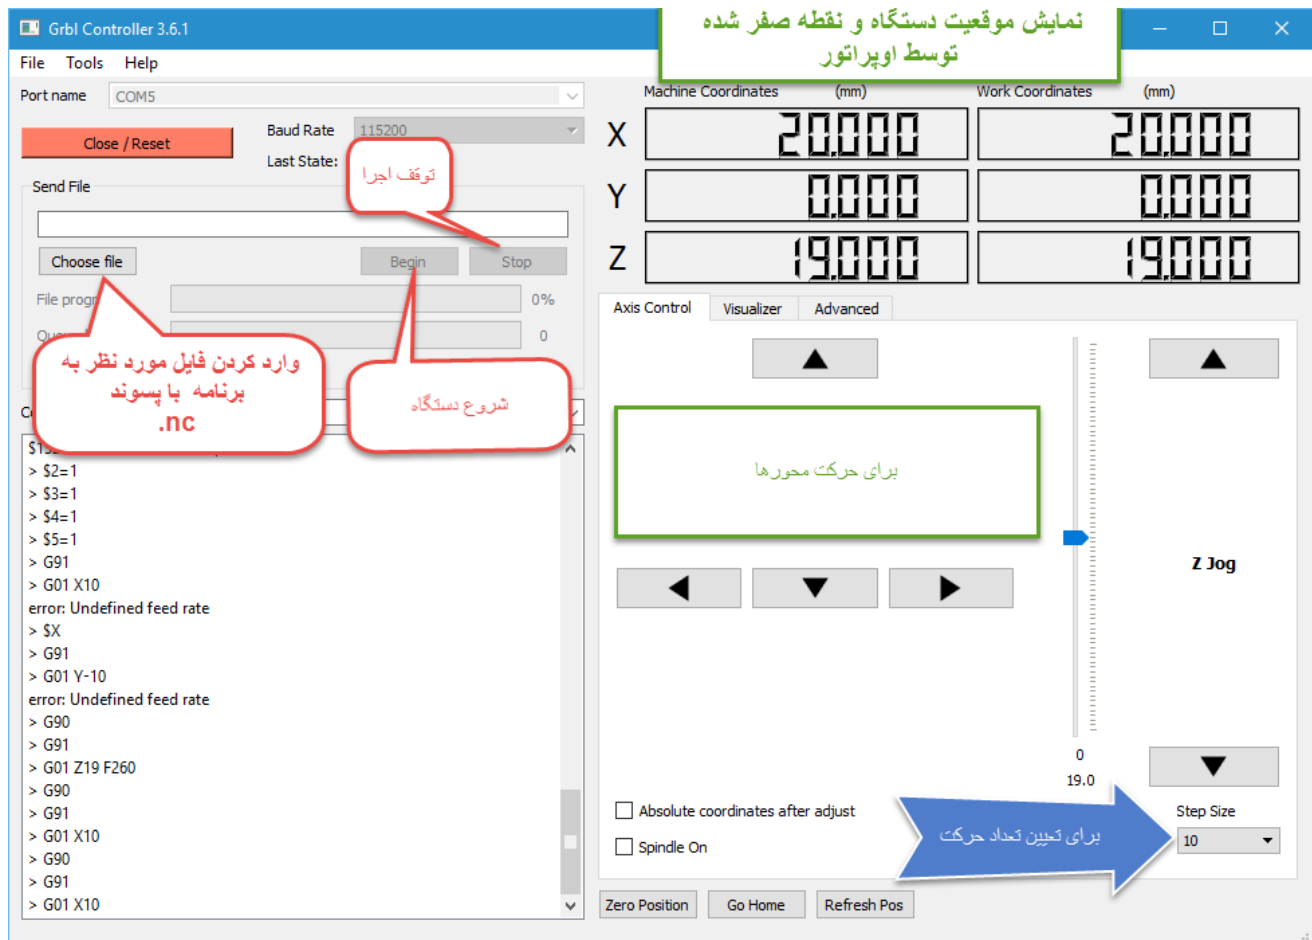 Grbl Controller 3.6.1
نمایش موقعیت دستگاه و نقطه صفر شده
توسط اوپراتور
File Tools Help
Port name COM5
Close / Reset
Baud Rate 115200
Last State:
توقف اجرا
Send File
Choose file
Begin
Stop
File progr
0%
0
وارد کردن فایل مورد نظر به
برنامه با پسوند
.nc
شروع دستگاه
> $2=1
> $3=1
> $4=1
> $5=1
> G91
> G01 X10
error: Undefined feed rate
> $X
> G91
> G01 Y-10
error: Undefined feed rate
> G90
> G91
> G01 Z19 F260
> G90
> G91
> G01 X10
> G90
> G91
> G01 X10
Machine Coordinates (mm)
Work Coordinates (mm)
X 20.000 20.000
Y 0.000 0.000
Z 19.000 19.000
Axis Control
Visualizer
Advanced
برای حرکت محورها
Z Jog
0
19.0
Absolute coordinates after adjust
Spindle On
برای تعیین تعداد حرکت
Step Size
10
Zero Position
Go Home
Refresh Pos